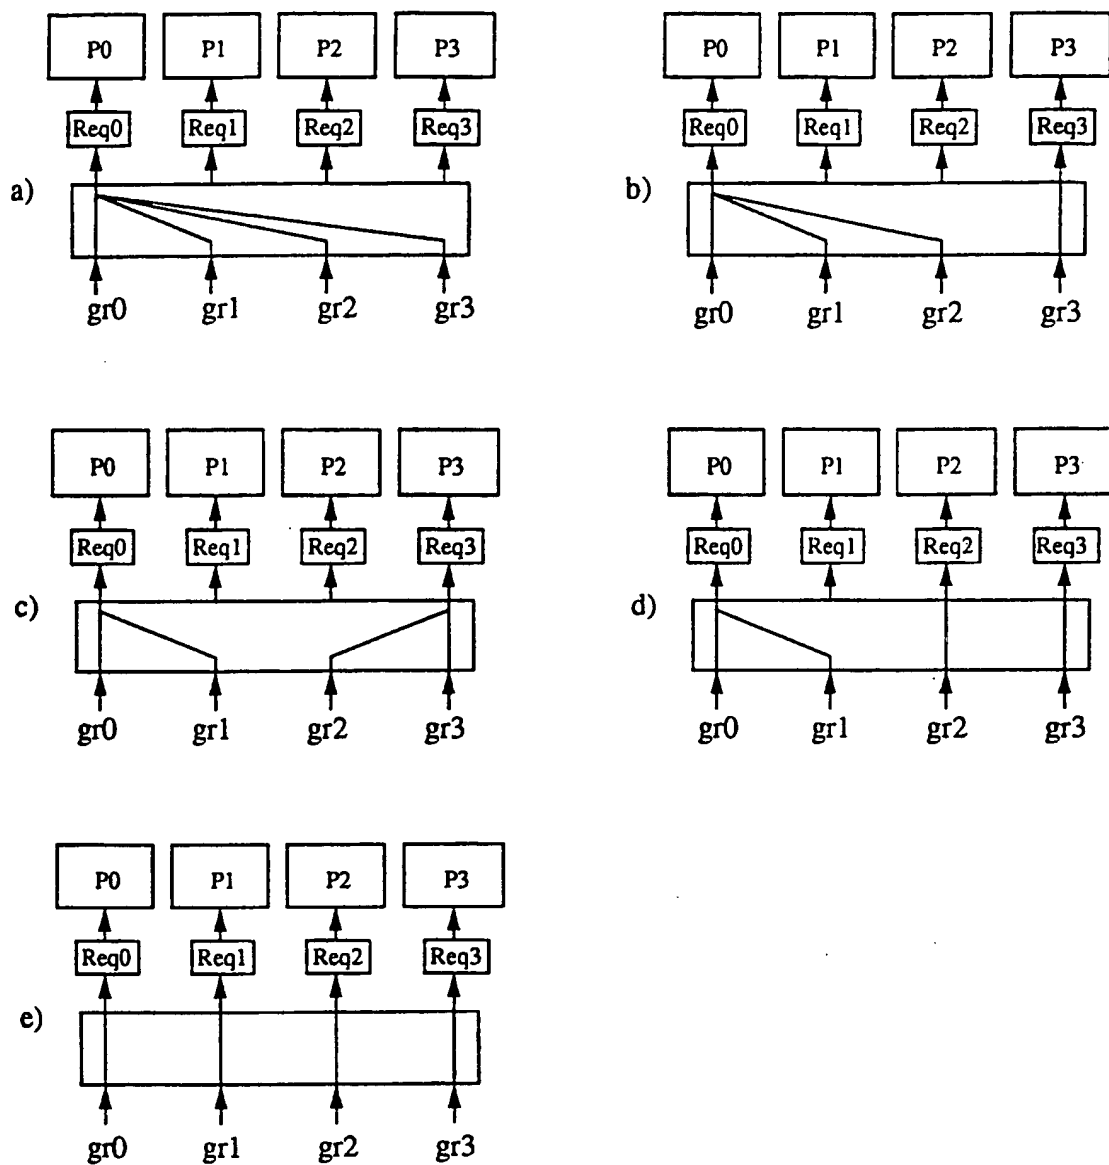 P0 P1 P2 P3
Req0 Req1 Req2 Req3
a)
gr0 gr1 gr2 gr3
P0 P1 P2 P3
Req0 Req1 Req2 Req3
b)
gr0 gr1 gr2 gr3
P0 P1 P2 P3
Req0 Req1 Req2 Req3
c)
gr0 gr1 gr2 gr3
P0 P1 P2 P3
Req0 Req1 Req2 Req3
d)
gr0 gr1 gr2 gr3
P0 P1 P2 P3
Req0 Req1 Req2 Req3
e)
gr0 gr1 gr2 gr3